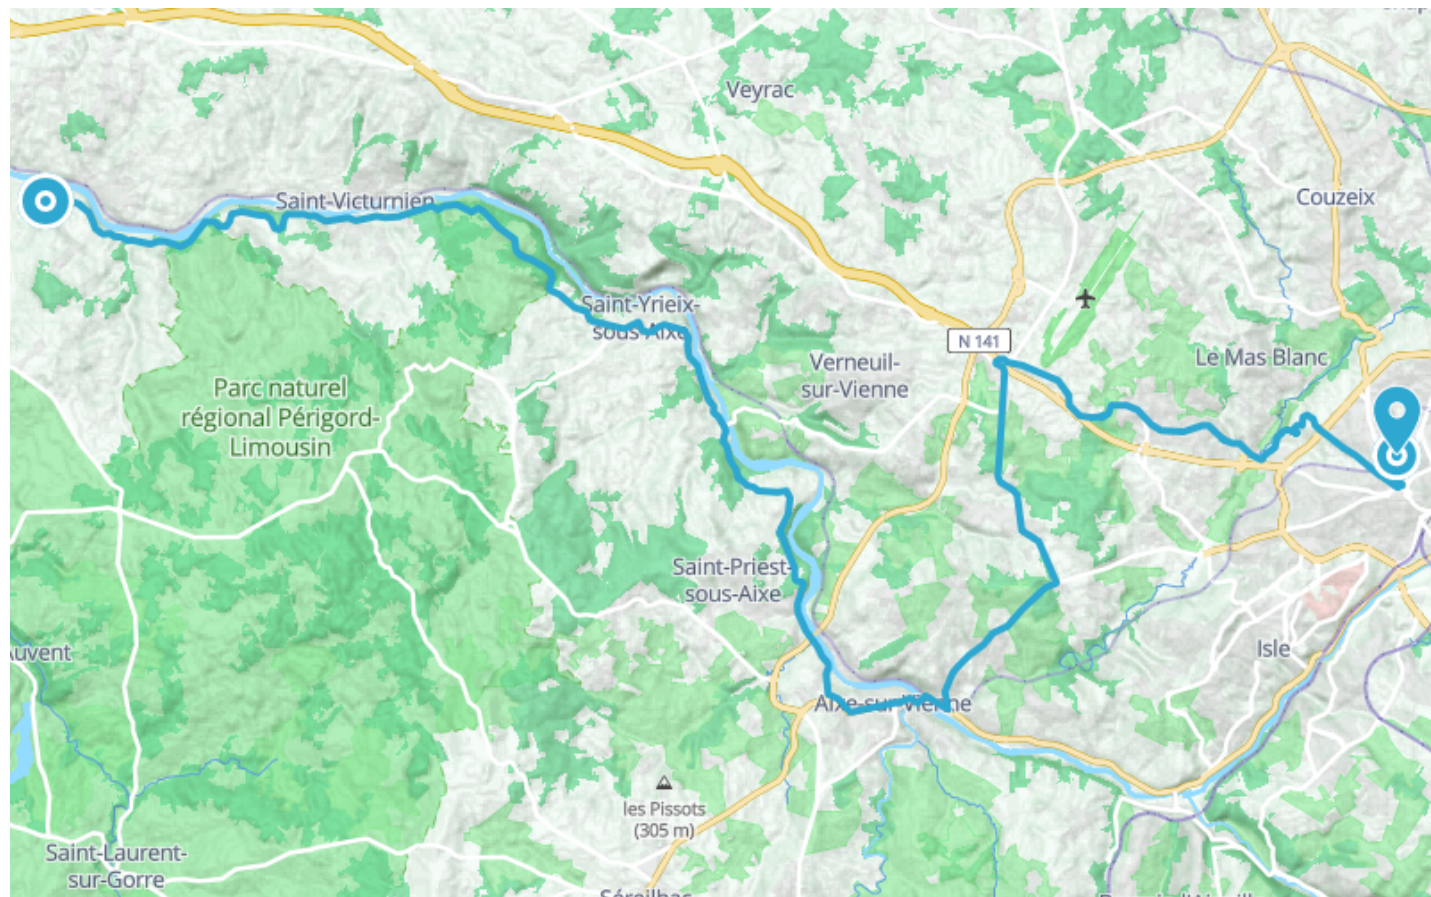 Veyrac
Couzeix
Saint-Victurnien
Saint-Yrieix-
sous-Aixe
N 141
Le Mas Blanc
Verneuil-
sur-Vienne
Parc naturel
régional Périgord-
Limousin
Saint-Priest-
sous-Aixe
Isle
Aixe-sur-Vienne
les Pissots
(305 m)
Saint-Laurent-
sur-Gorre